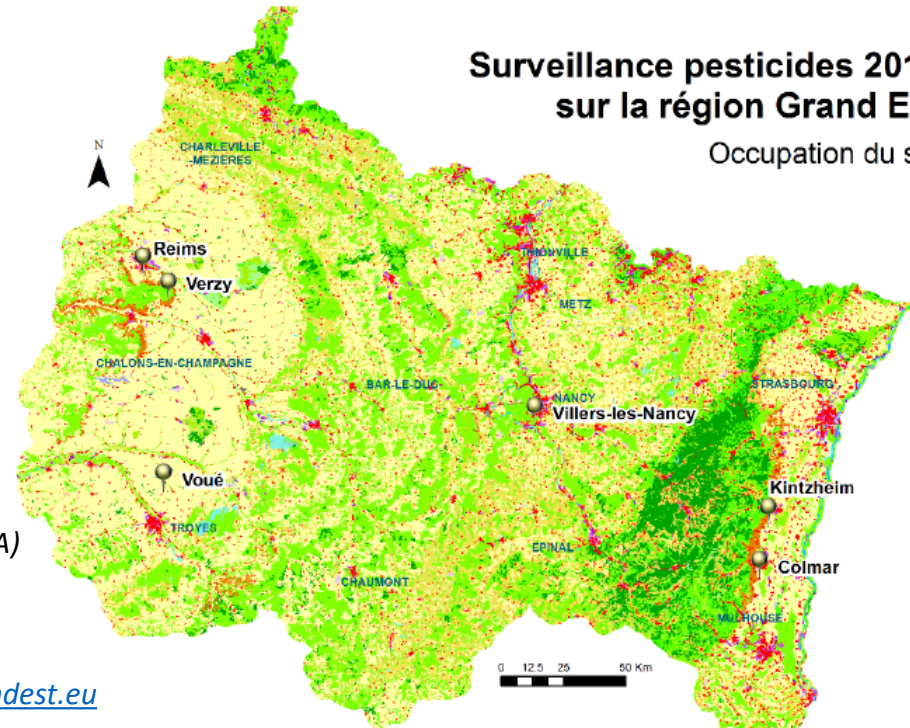 Surveillance pesticides 201
sur la région Grand E
Occupation du s
N
CHARLEVILLE
-MEZIERES
Reims
Verzy
THIONVILLE
METZ
CHALONS-EN-CHAMPAGNE
BAR-LE-DUC
STRASBOURG
NANCY
Villers-les-Nancy
Voué
Kintzheim
TROYES
A)
EPINAL
Colmar
CHAUMONT
MULHOUSE
0 12.5 25 50 Km
ndest.eu